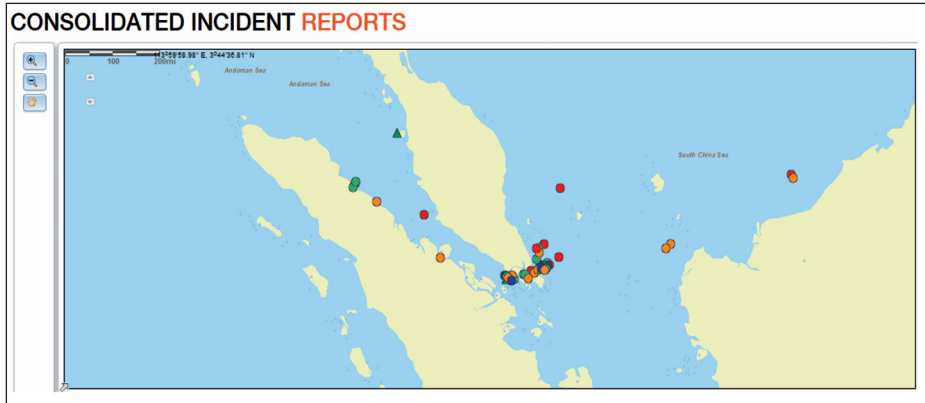 CONSOLIDATED INCIDENT REPORTS
0 100 200mi
Andaman Sea
Andaman Sea
South China Sea